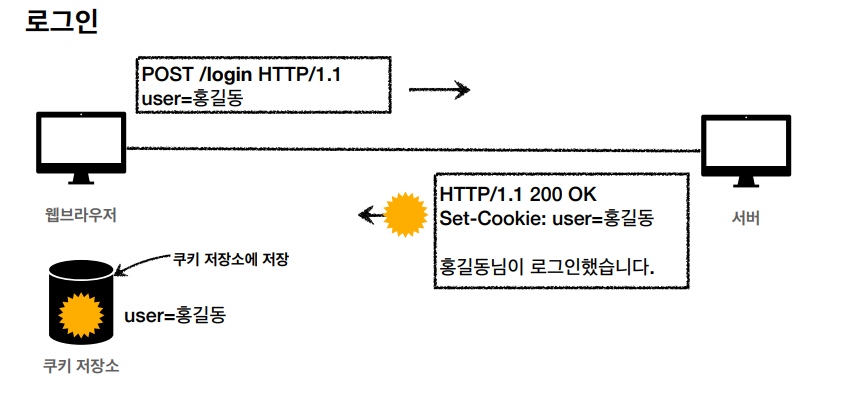 로그인
POST /login HTTP/1.1
user=홍길동
웹브라우저
HTTP/1.1 200 OK
Set-Cookie: user=홍길동
홍길동님이 로그인했습니다.
서버
쿠키 저장소에 저장
user=홍길동
쿠키 저장소